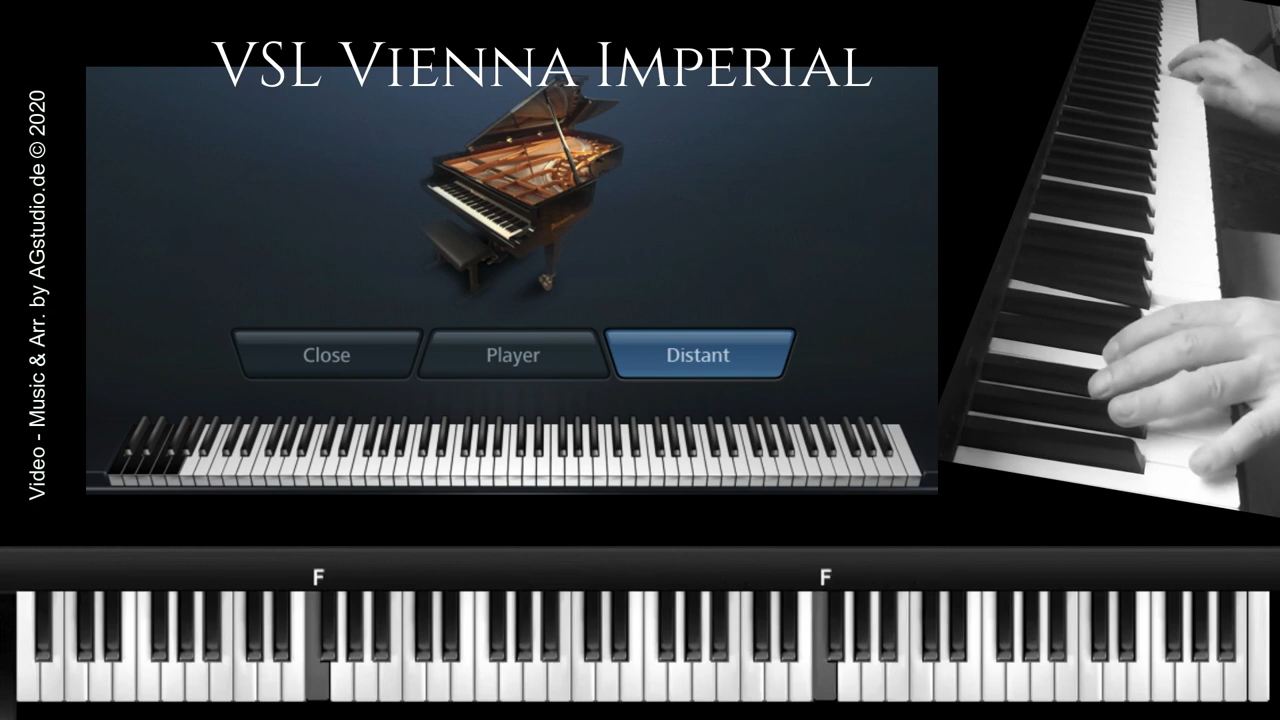 VSL Vienna Imperial
Video - Music & Arr. by AGstudio.de © 2020
Close
Player
Distant
F
F